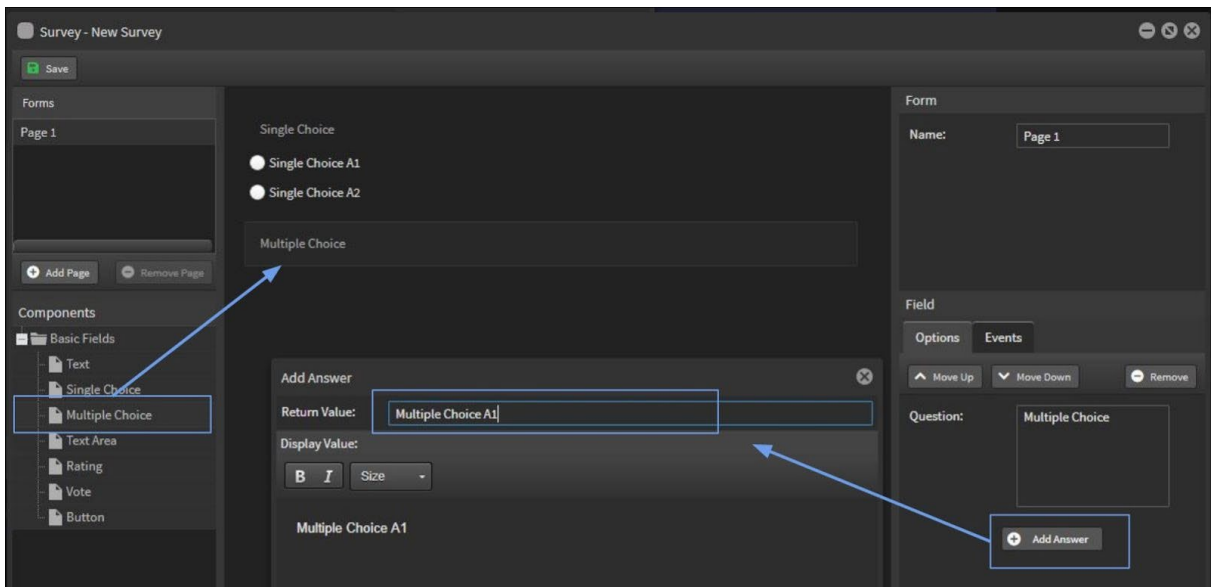 Survey - New Survey
Save
Forms
Page 1
Add Page
Remove Page
Components
Basic Fields
Text
Single Choice
Multiple Choice
Text Area
Rating
Vote
Button
Single Choice
Single Choice A1
Single Choice A2
Multiple Choice
Add Answer
Return Value:
Multiple Choice A1
Display Value:
B I Size
Multiple Choice A1
Form
Name:
Page 1
Field
Options
Events
Move Up
Move Down
Remove
Question:
Multiple Choice
Add Answer